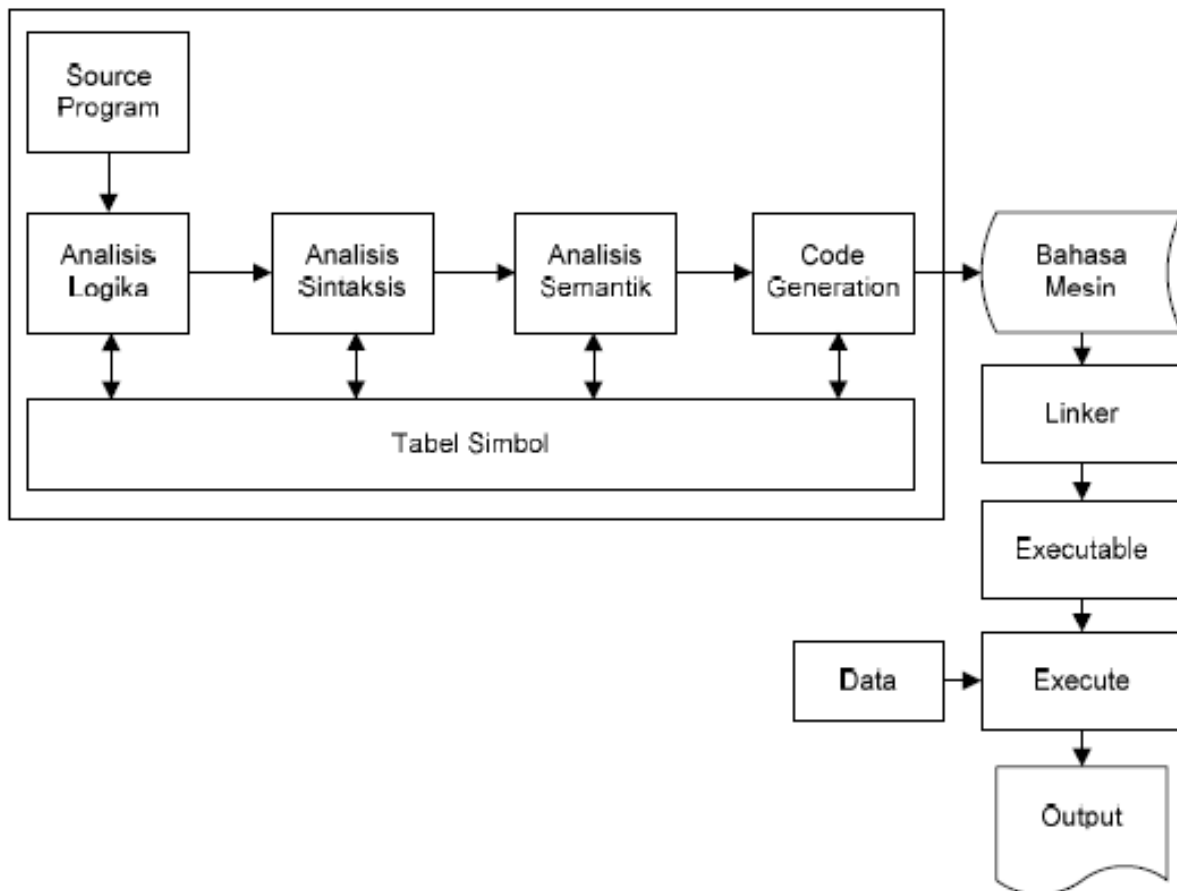 Source
Program
Analisis
Logika
Analisis
Sintaksis
Analisis
Semantik
Code
Generation
Bahasa
Mesin
Tabel Simbol
Linker
Executable
Data
Execute
Output